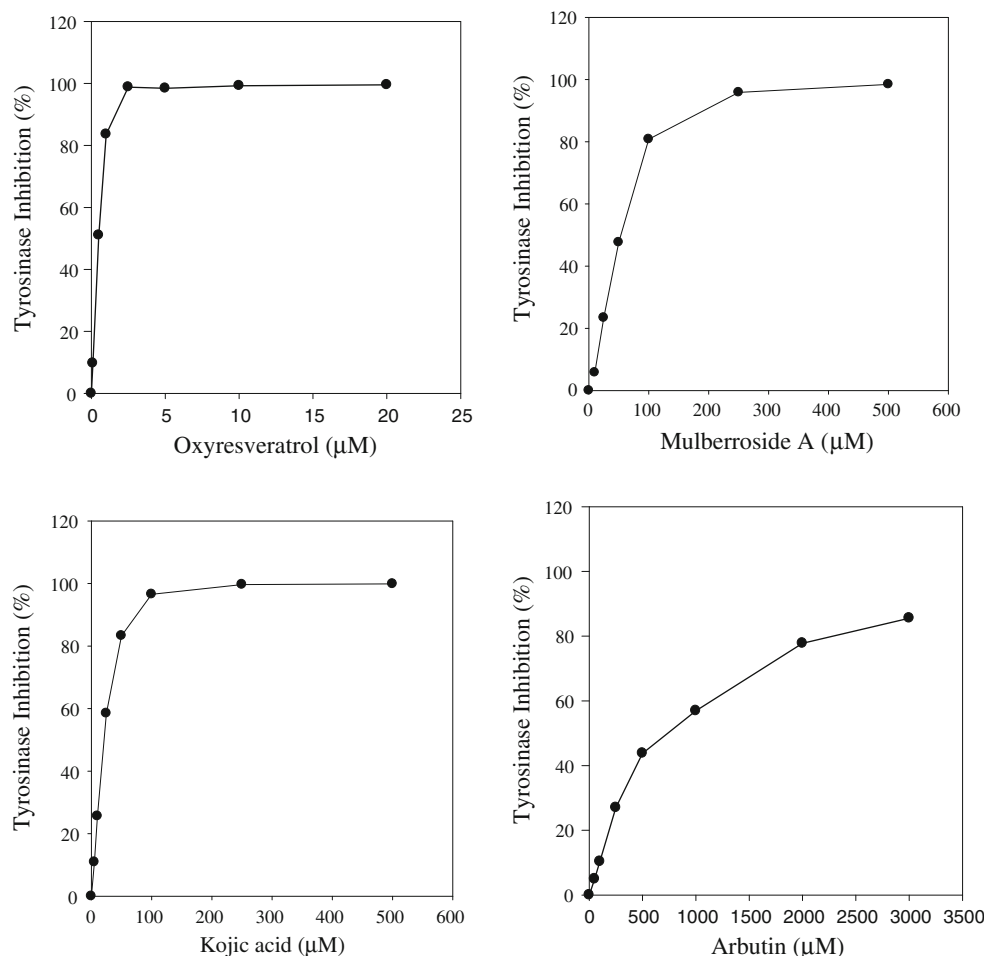 120
100
80
60
40
20
0
Tyrosinase Inhibition (%)
0 5 10 15 20 25
Oxyresveratrol (µM)
120
100
80
60
40
20
0
Tyrosinase Inhibition (%)
0 100 200 300 400 500 600
Mulberroside A (µM)
120
100
80
60
40
20
0
Tyrosinase Inhibition (%)
0 100 200 300 400 500 600
Kojic acid (µM)
120
100
80
60
40
20
0
Tyrosinase Inhibition (%)
0 500 1000 1500 2000 2500 3000 3500
Arbutin (µM)